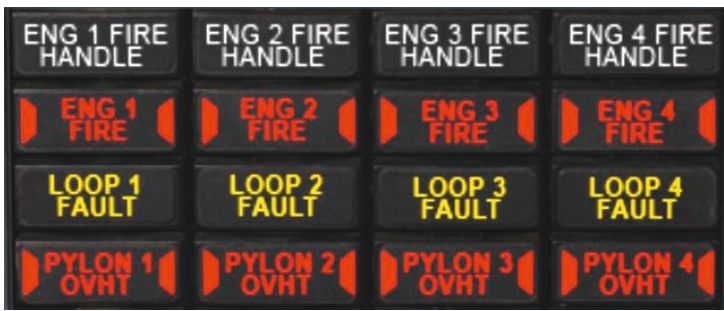 ENG 1 FIRE HANDLE
ENG 2 FIRE HANDLE
ENG 3 FIRE HANDLE
ENG 4 FIRE HANDLE
ENG 1 FIRE
ENG 2 FIRE
ENG 3 FIRE
ENG 4 FIRE
LOOP 1 FAULT
LOOP 2 FAULT
LOOP 3 FAULT
LOOP 4 FAULT
PYLON 1 OVHT
PYLON 2 OVHT
PYLON 3 OVHT
PYLON 4 OVHT